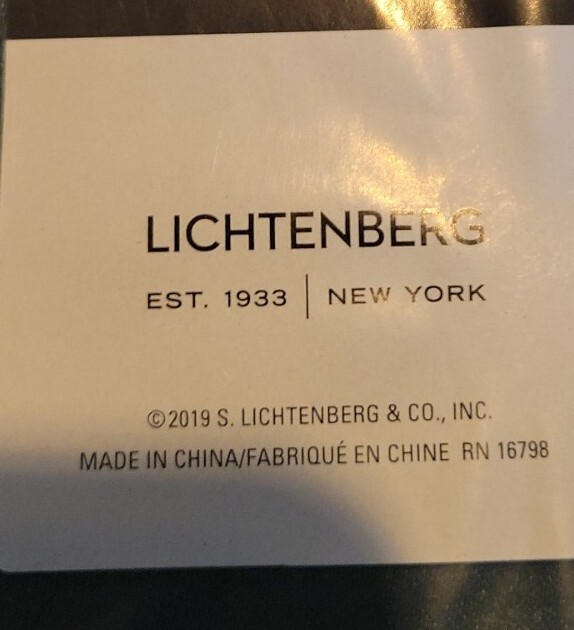 LICHTENBERG
EST. 1933 | NEW YORK
©2019 S. LICHTENBERG & CO., INC.
MADE IN CHINA/FABRIQUÉ EN CHINE RN 16798